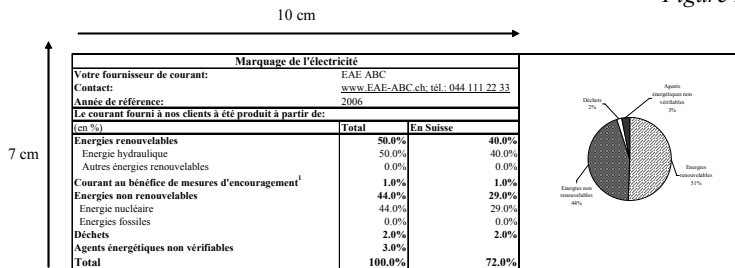 10 cm
Figure
7 cm
Marquage de l'électricité
Votre fournisseur de courant: EAE ABC
Contact: www.EAE-ABC.ch; tél.: 044 111 22 33
Année de référence: 2006
Le courant fourni à nos clients à été produit à partir de:
(en %) Total En Suisse
Energies renouvelables 50.0% 40.0%
Energie hydraulique 50.0% 40.0%
Autres énergies renouvelables 0.0% 0.0%
Courant au bénéfice de mesures d'encouragement1 1.0% 1.0%
Energies non renouvelables 44.0% 29.0%
Energie nucléaire 44.0% 29.0%
Energies fossiles 0.0% 0.0%
Déchets 2.0% 2.0%
Agents énergétiques non vérifiables 3.0%
Total 100.0% 72.0%
Déchets
2%
Agents
énergétiques non
vérifiables
3%
Energies
renouvelables
51%
Energies non
renouvelables
44%